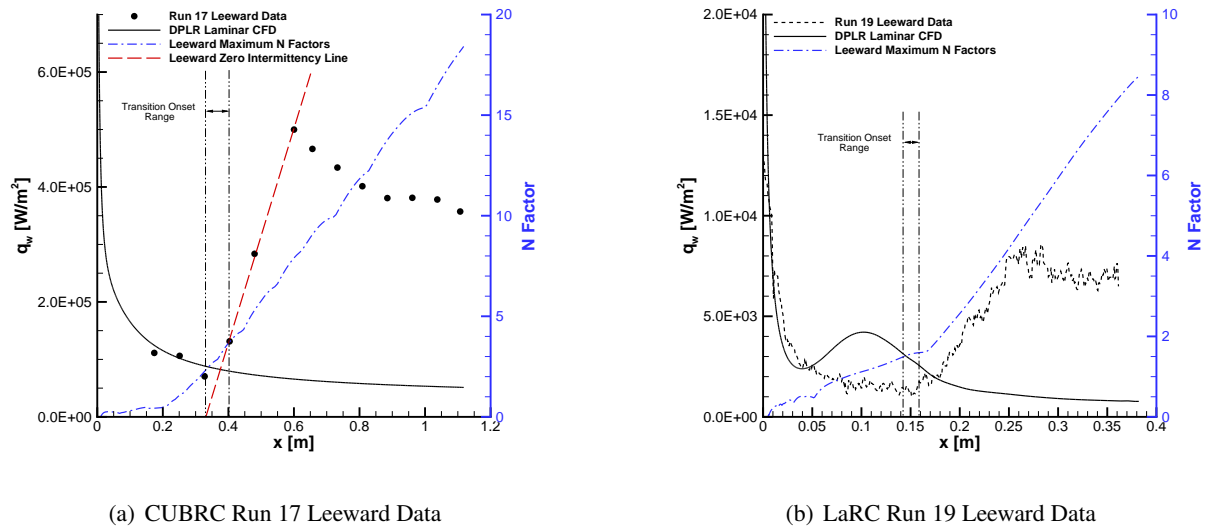 Run 17 Leeward Data
DPLR Laminar CFD
Leeward Maximum N Factors
Leeward Zero Intermittency Line
Transition Onset
Range
6.0E+05
4.0E+05
2.0E+05
0.0E+00
q_w [W/m²]
0 0.2 0.4 0.6 0.8 1 1.2
x [m]
20
15
10
5
0
N Factor
(a) CUBRC Run 17 Leeward Data
Run 19 Leeward Data
DPLR Laminar CFD
Leeward Maximum N Factors
Transition Onset
Range
2.0E+04
1.5E+04
1.0E+04
5.0E+03
0.0E+00
q_w [W/m²]
0 0.05 0.1 0.15 0.2 0.25 0.3 0.35 0.4
x [m]
10
8
6
4
2
0
N Factor
(b) LaRC Run 19 Leeward Data